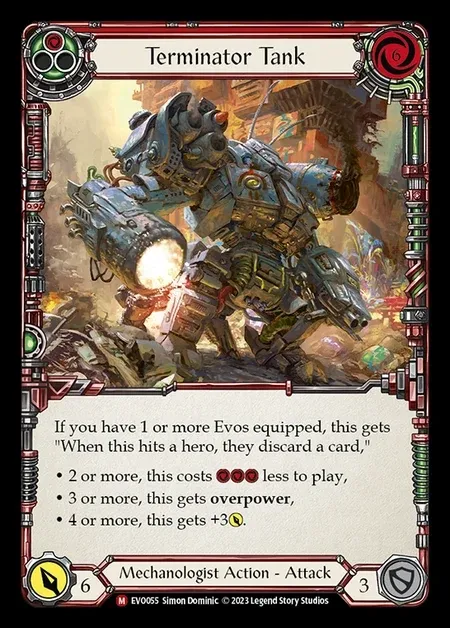 Terminator Tank
If you have 1 or more Evos equipped, this gets
"When this hits a hero, they discard a card,"
• 2 or more, this costs less to play,
• 3 or more, this gets overpower,
• 4 or more, this gets +3.
6
Mechanologist Action - Attack
3
M EVO055 Simon Dominic © 2023 Legend Story Studios